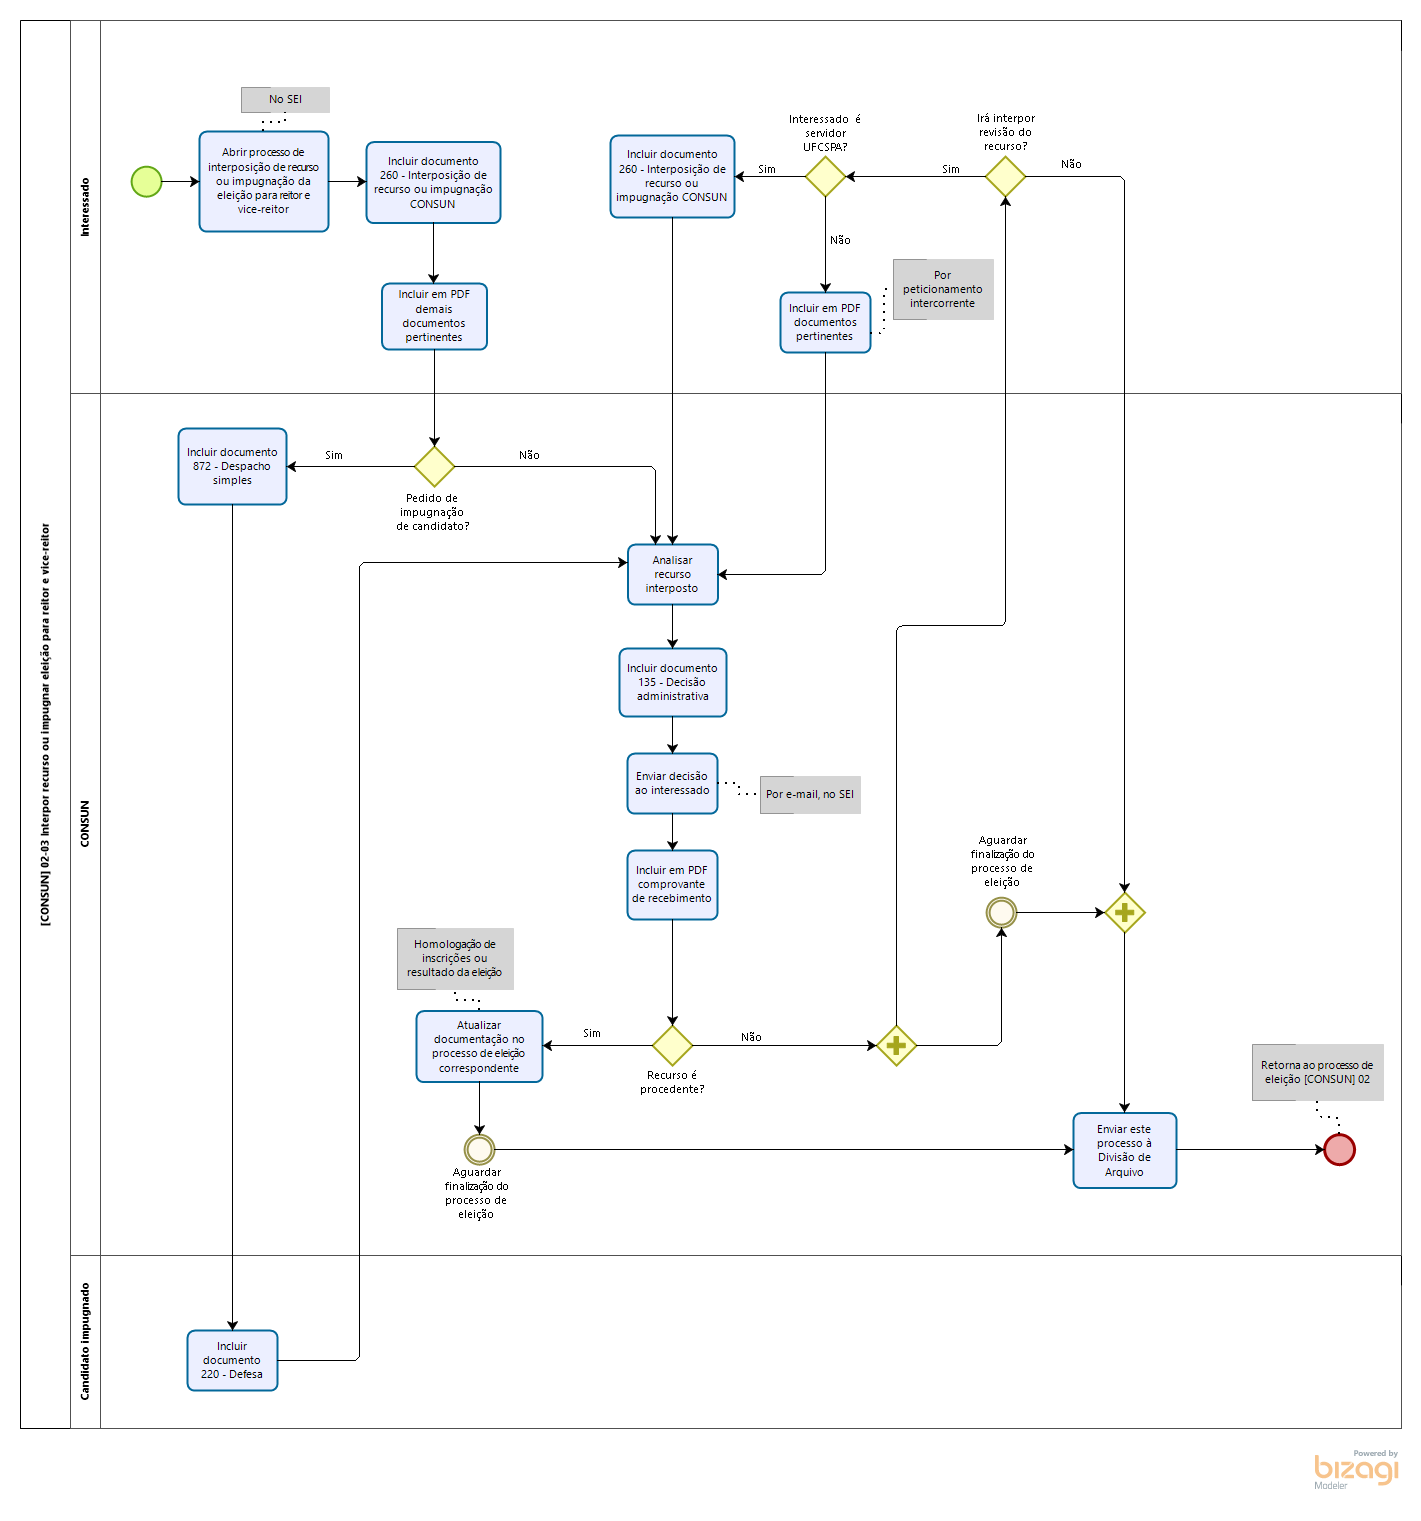 [CONSUN] 02-03 Interpor recurso ou impugnar eleição para reitor e vice-reitor
Interessado
No SEI
Abrir processo de
interposição de recurso
ou impugnação da
eleição para reitor e
vice-reitor
Incluir documento
260 - Interposição de
recurso ou impugnação
CONSUN
Incluir em PDF
demais
documentos
pertinentes
Incluir documento
260 - Interposição de
recurso ou
impugnação CONSUN
Sim
Interessado é
servidor
UFCSPA?
Não
Sim
Irá interpor
revisão do
recurso?
Não
Por
peticionamento
intercorrente
Incluir em PDF
documentos
pertinentes
CONSUN
Incluir documento
872 - Despacho
simples
Sim
Não
Pedido de
impugnação
de candidato?
Analisar
recurso
interposto
Incluir documento
135 - Decisão
administrativa
Enviar decisão
ao interessado
Por e-mail, no SEI
Incluir em PDF
comprovante
de recebimento
Aguardar
finalização do
processo de
eleição
Homologação de
inscrições ou
resultado da eleição
Atualizar
documentação no
processo de eleição
correspondente
Sim
Não
Recurso é
procedente?
Retorna ao processo de
eleição [CONSUN] 02
Aguardar
finalização do
processo de
eleição
Enviar este
processo à
Divisão de
Arquivo
Candidato impugnado
Incluir
documento
220 - Defesa
Powered by
bizagi
Modeler